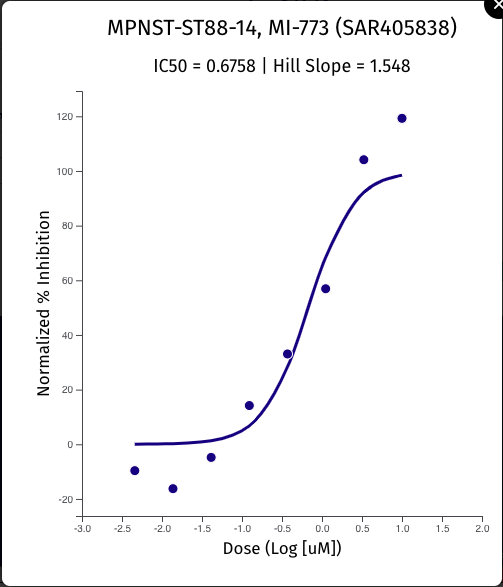 MPNST-ST88-14, MI-773 (SAR405838)
IC50 = 0.6758 | Hill Slope = 1.548
120
100
80
60
40
20
0
-20
Normalized % Inhibition
-3.0 -2.5 -2.0 -1.5 -1.0 -0.5 0.0 0.5 1.0 1.5 2.0
Dose (Log [uM])